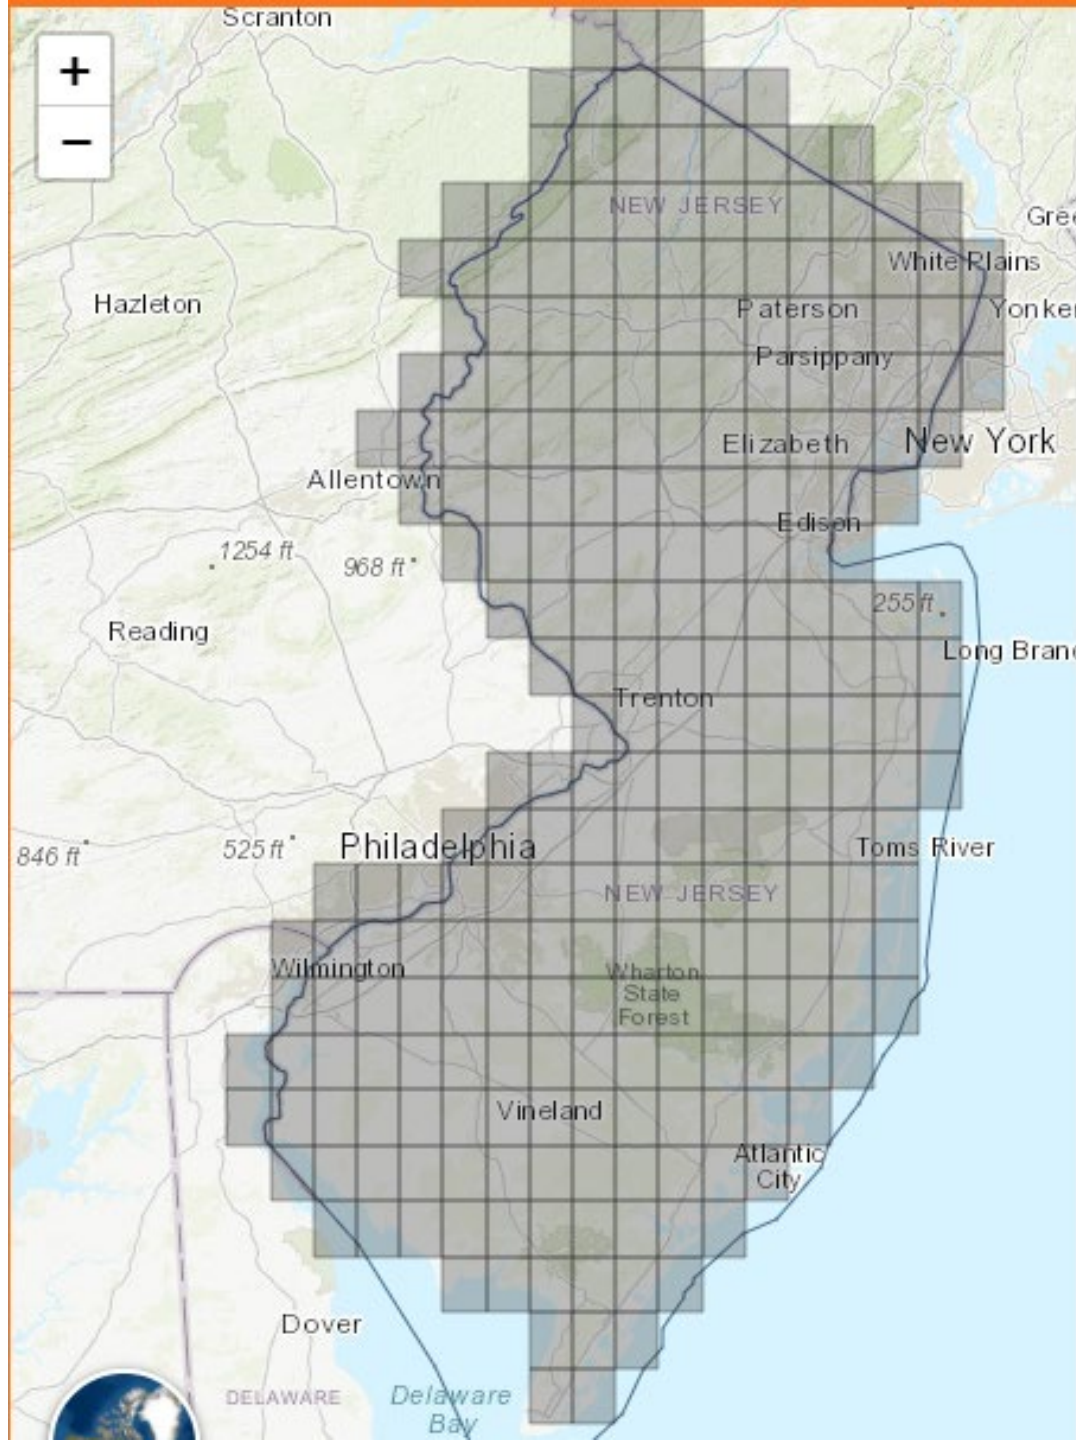 Scranton
+
−
NEW JERSEY
Gree
White Plains
Hazleton
Paterson
Yonker
Parsippany
Elizabeth
New York
Allentown
Edison
1254 ft
968 ft
255 ft
Reading
Long Branc
Trenton
846 ft
525 ft
Philadelphia
Toms River
NEW JERSEY
Wilmington
Wharton
State
Forest
Vineland
Atlantic
City
Dover
DELAWARE
Delaware
Bay